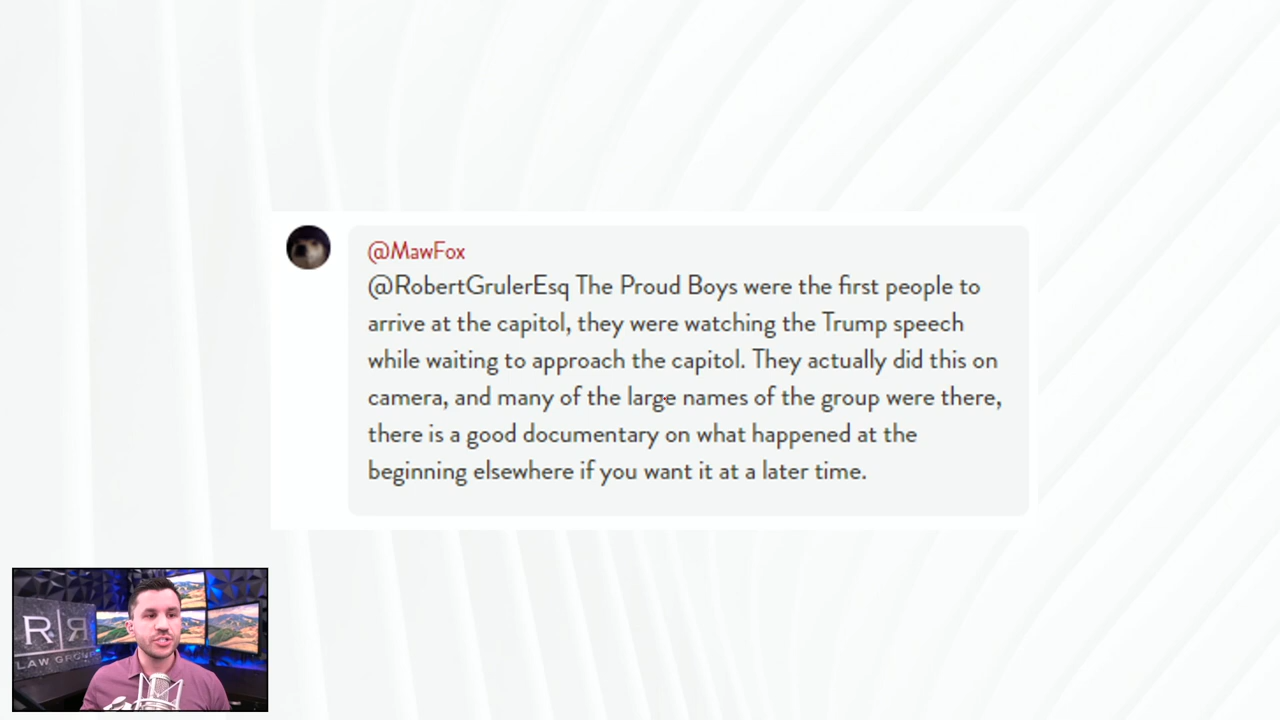 @MawFox
@RobertGrulerEsq The Proud Boys were the first people to
arrive at the capitol, they were watching the Trump speech
while waiting to approach the capitol. They actually did this on
camera, and many of the large names of the group were there,
there is a good documentary on what happened at the
beginning elsewhere if you want it at a later time.
R|R
LAW GROUP